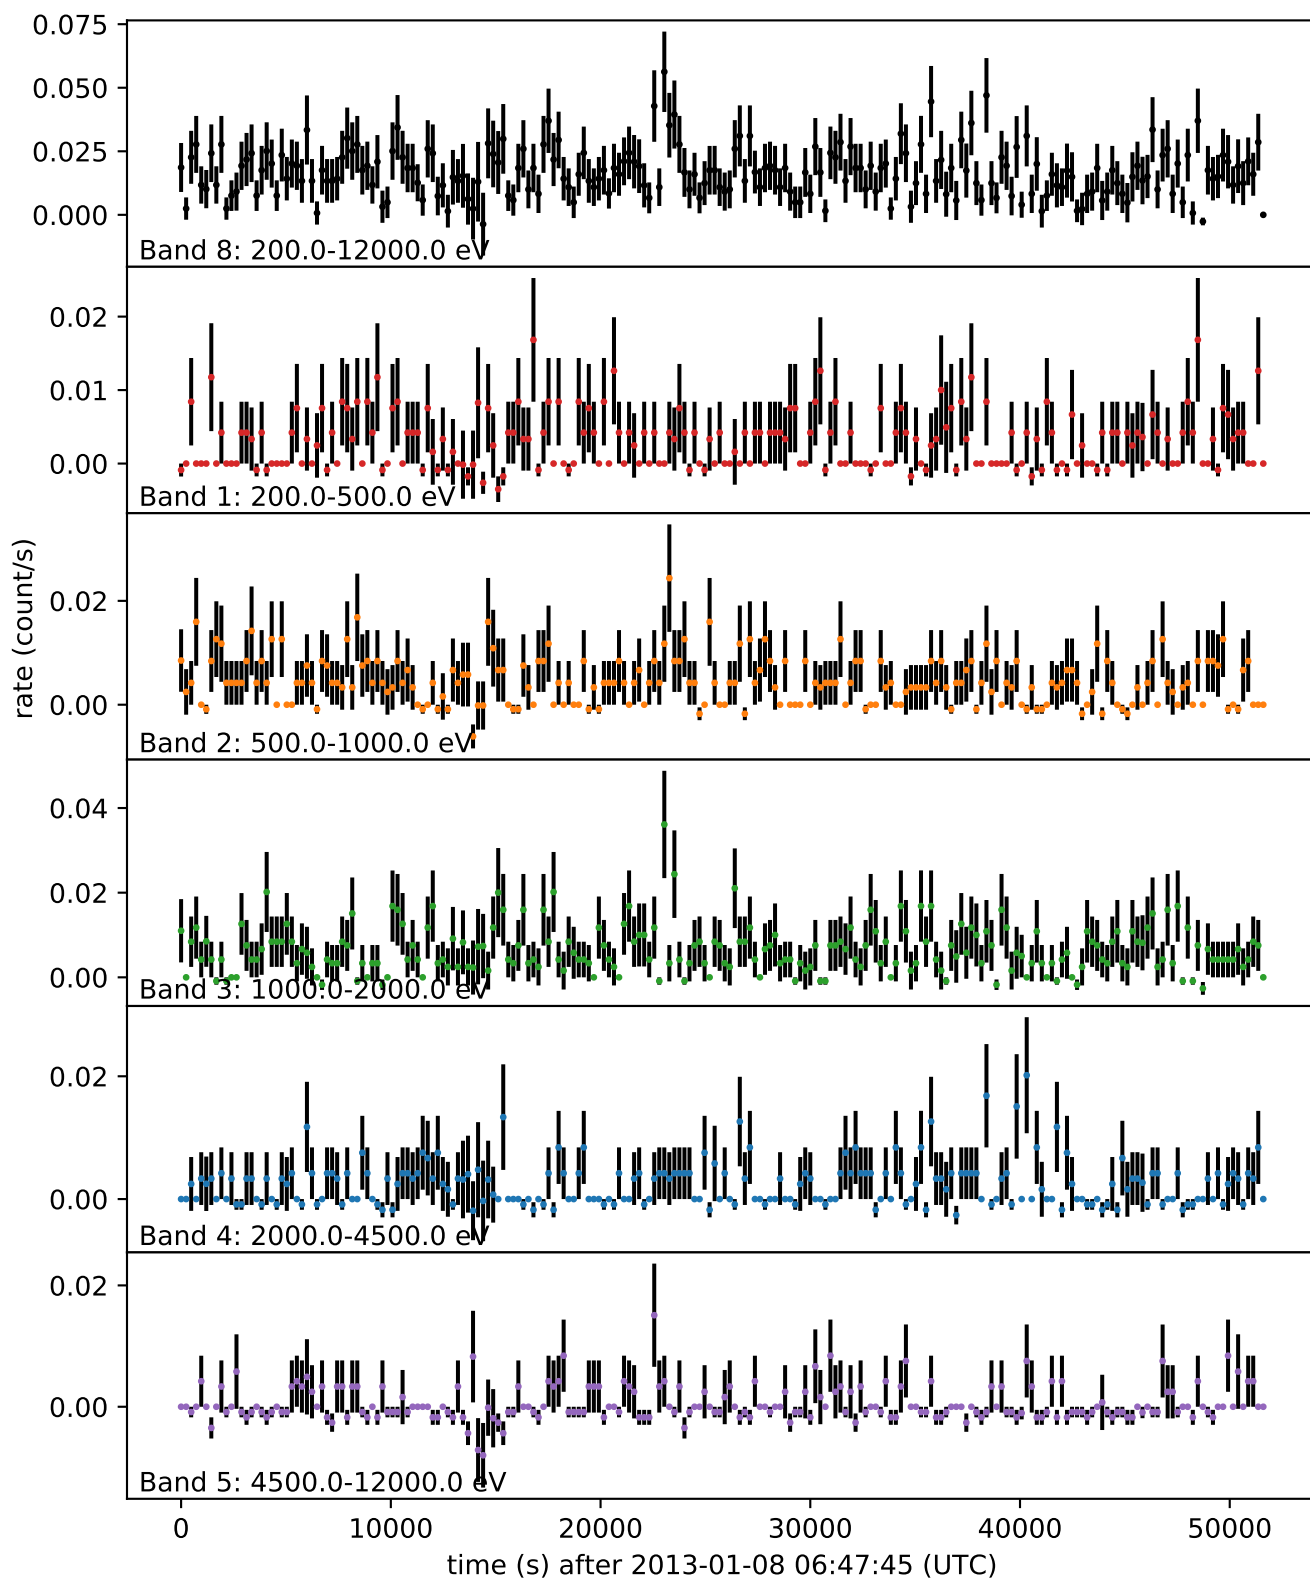 0.075
0.050
0.025
0.000
Band 8: 200.0-12000.0 eV
0.02
0.01
0.00
Band 1: 200.0-500.0 eV
rate (count/s)
0.02
0.00
Band 2: 500.0-1000.0 eV
0.04
0.02
0.00
Band 3: 1000.0-2000.0 eV
0.02
0.00
Band 4: 2000.0-4500.0 eV
0.02
0.00
Band 5: 4500.0-12000.0 eV
0 10000 20000 30000 40000 50000
time (s) after 2013-01-08 06:47:45 (UTC)